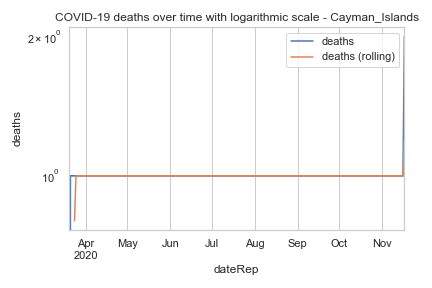 COVID-19 deaths over time with logarithmic scale - Cayman_Islands
2 × 10⁰
deaths
deaths (rolling)
deaths
10⁰
Apr May Jun Jul Aug Sep Oct Nov
2020
dateRep